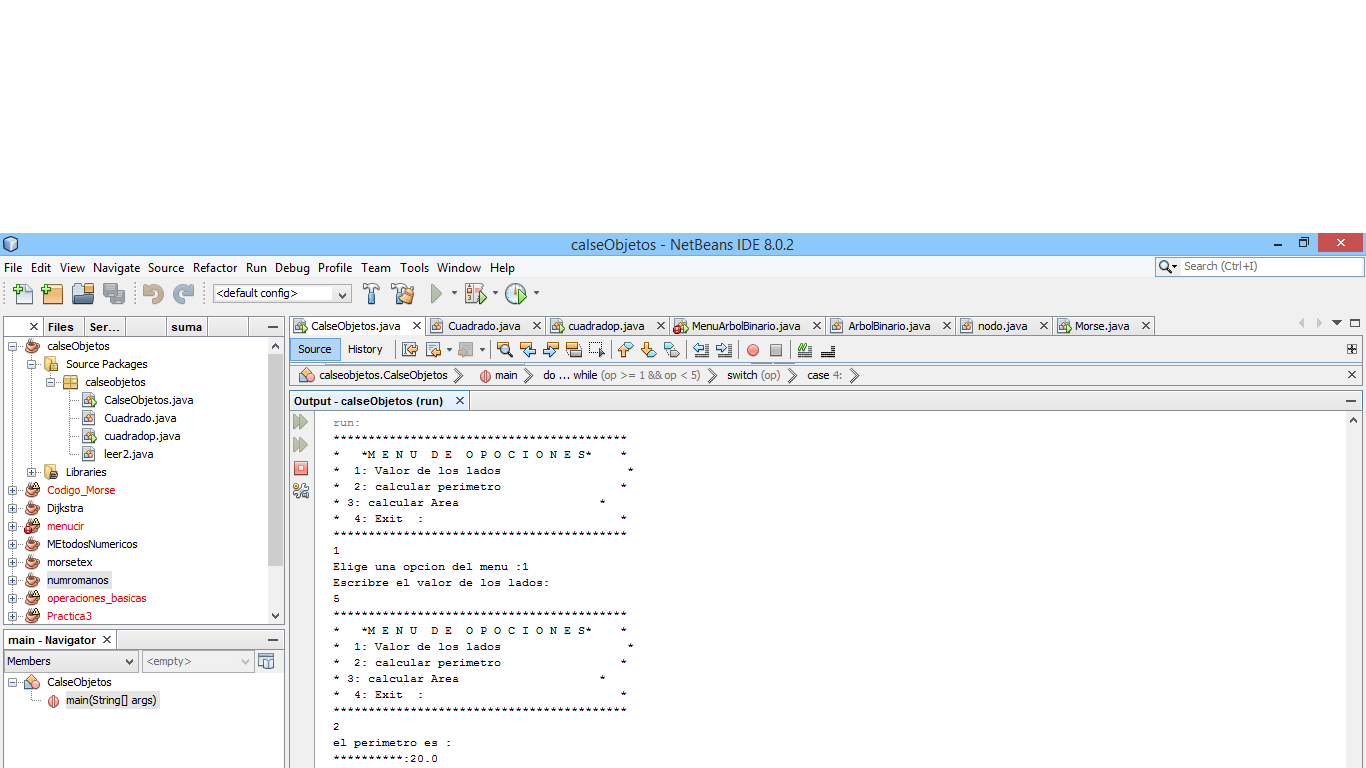 calseObjetos - NetBeans IDE 8.0.2
File Edit View Navigate Source Refactor Run Debug Profile Team Tools Window Help
Search (Ctrl+I)
<default config>
Files Ser... suma
calseObjetos
Source Packages
calseobjetos
CalseObjetos.java
Cuadrado.java
cuadradop.java
leer2.java
Libraries
Codigo_Morse
Dijkstra
menucir
MEtodosNumericos
morsetex
numromanos
operaciones_basicas
Practica3
main - Navigator
Members <empty>
CalseObjetos
main(String[] args)
CalseObjetos.java Cuadrado.java cuadradop.java MenuArbolBinario.java ArbolBinario.java nodo.java Morse.java
Source History
calseobjetos.CalseObjetos main do ... while (op >= 1 && op < 5) switch (op) case 4:
Output - calseObjetos (run)
run:
******************************************
*   *M E N U  D E  O P O C I O N E S*    *
*  1: Valor de los lados                  *
*  2: calcular perimetro                 *
* 3: calcular Area                    *
*  4: Exit  :                            *
******************************************
1
Elige una opcion del menu :1
Escribre el valor de los lados:
5
******************************************
*   *M E N U  D E  O P O C I O N E S*    *
*  1: Valor de los lados                  *
*  2: calcular perimetro                 *
* 3: calcular Area                    *
*  4: Exit  :                            *
******************************************
2
el perimetro es :
**********:20.0